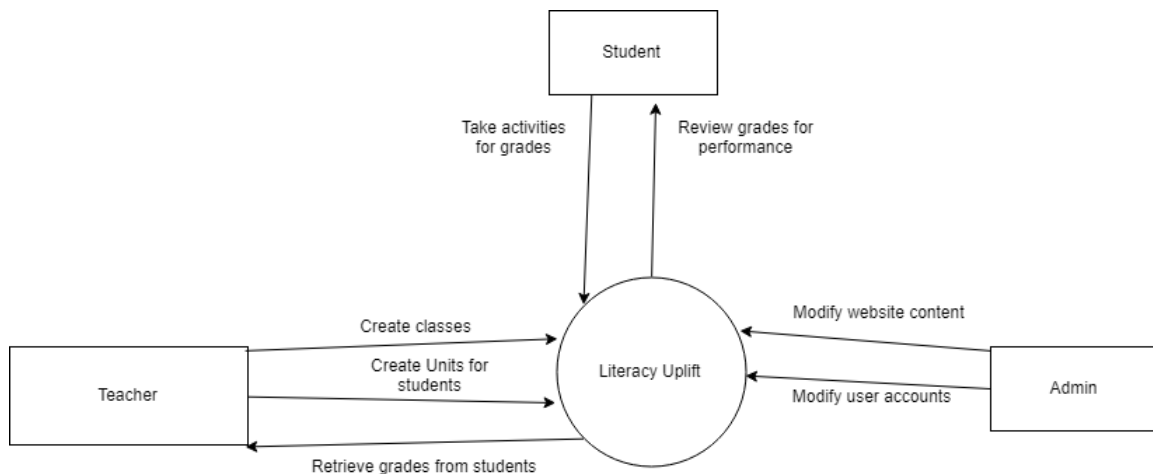 Student
Take activities
for grades
Review grades for
performance
Create classes
Create Units for
students
Modify website content
Teacher
Literacy Uplift
Admin
Modify user accounts
Retrieve grades from students